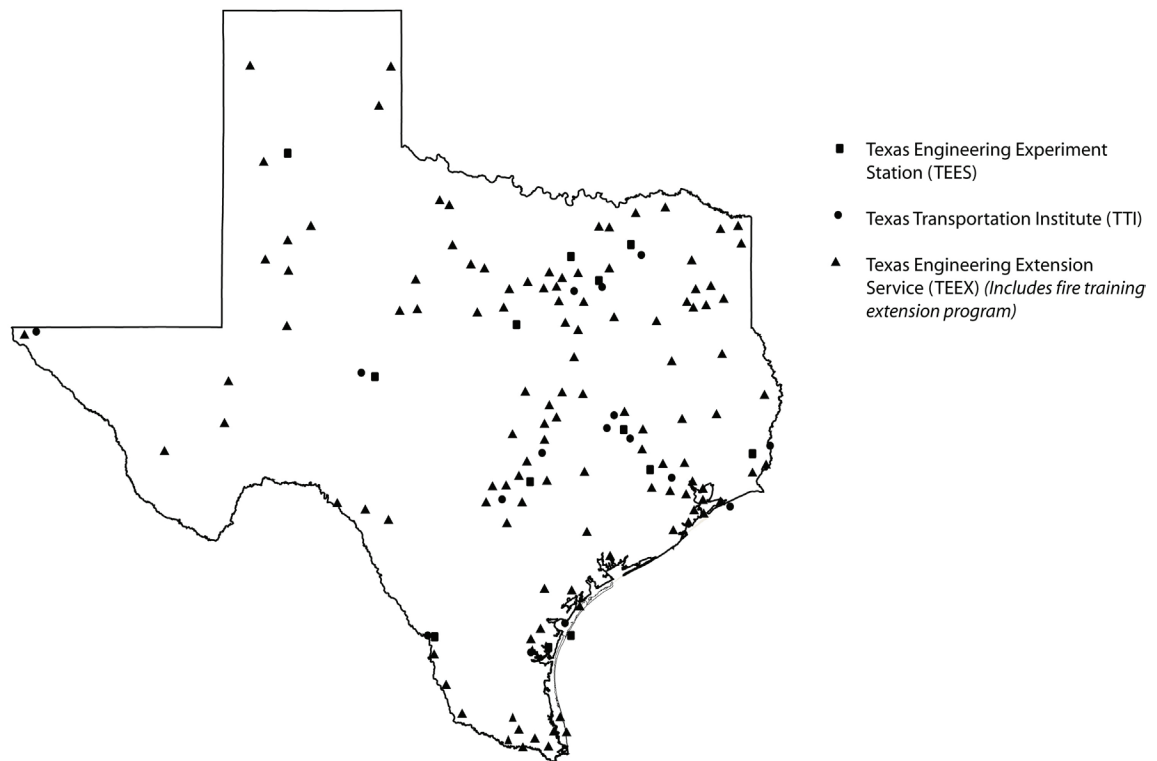 Texas Engineering Experiment
Station (TEES)
Texas Transportation Institute (TTI)
Texas Engineering Extension
Service (TEEX) (Includes fire training
extension program)